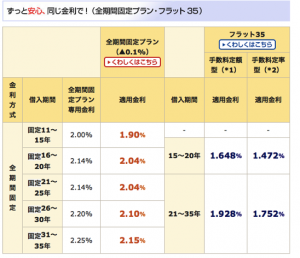 ずっと安心、同じ金利で！（全期間固定プラン・フラット35）
全期間固定プラン
（▲0.1%）
くわしくはこちら
フラット35
くわしくはこちら
手数料定額型（*1）
手数料定率型（*2）
金利方式
借入期間
全期間固定プラン専用金利
適用金利
借入期間
適用金利
適用金利
全期間固定
固定11～15年
2.00%
1.90%
-
-
-
固定16～20年
2.14%
2.04%
15～20年
1.648%
1.472%
固定21～25年
2.14%
2.04%
21～35年
1.928%
1.752%
固定26～30年
2.20%
2.10%
固定31～35年
2.25%
2.15%